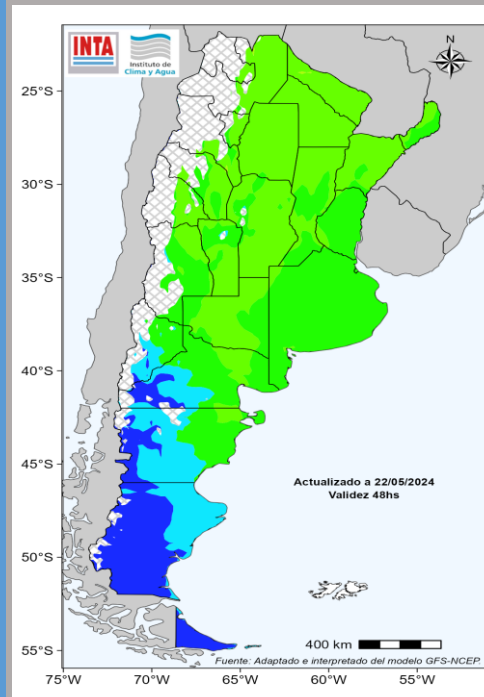 INTA
Instituto de
Clima y Agua
N
25°S
30°S
35°S
40°S
45°S
50°S
55°S
Actualizado a 22/05/2024
Validez 48hs
400 km
Fuente: Adaptado e interpretado del modelo GFS-NCEP.
75°W
70°W
65°W
60°W
55°W